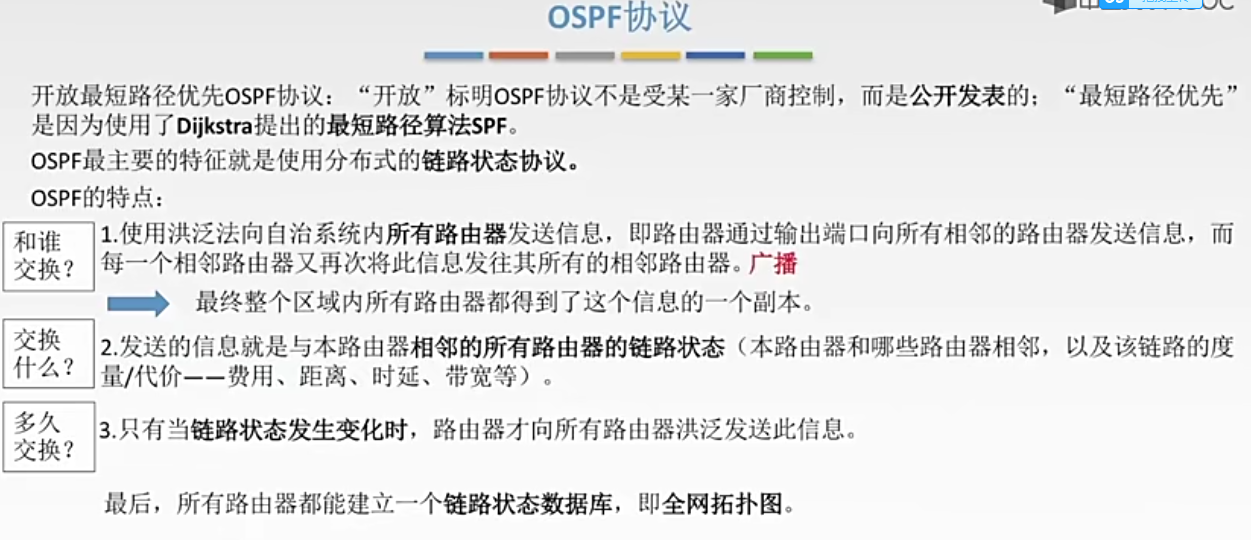 OSPF协议
开放最短路径优先OSPF协议：“开放”标明OSPF协议不是受某一家厂商控制，而是公开发表的；“最短路径优先”
是因为使用了Dijkstra提出的最短路径算法SPF。
OSPF最主要的特征就是使用分布式的链路状态协议。
OSPF的特点：
和谁
交换？
1.使用洪泛法向自治系统内所有路由器发送信息，即路由器通过输出端口向所有相邻的路由器发送信息，而
每一个相邻路由器又再次将此信息发往其所有的相邻路由器。广播
最终整个区域内所有路由器都得到了这个信息的一个副本。
交换
什么？
2.发送的信息就是与本路由器相邻的所有路由器的链路状态（本路由器和哪些路由器相邻，以及该链路的度
量/代价——费用、距离、时延、带宽等）。
多久
交换？
3.只有当链路状态发生变化时，路由器才向所有路由器洪泛发送此信息。
最后，所有路由器都能建立一个链路状态数据库，即全网拓扑图。